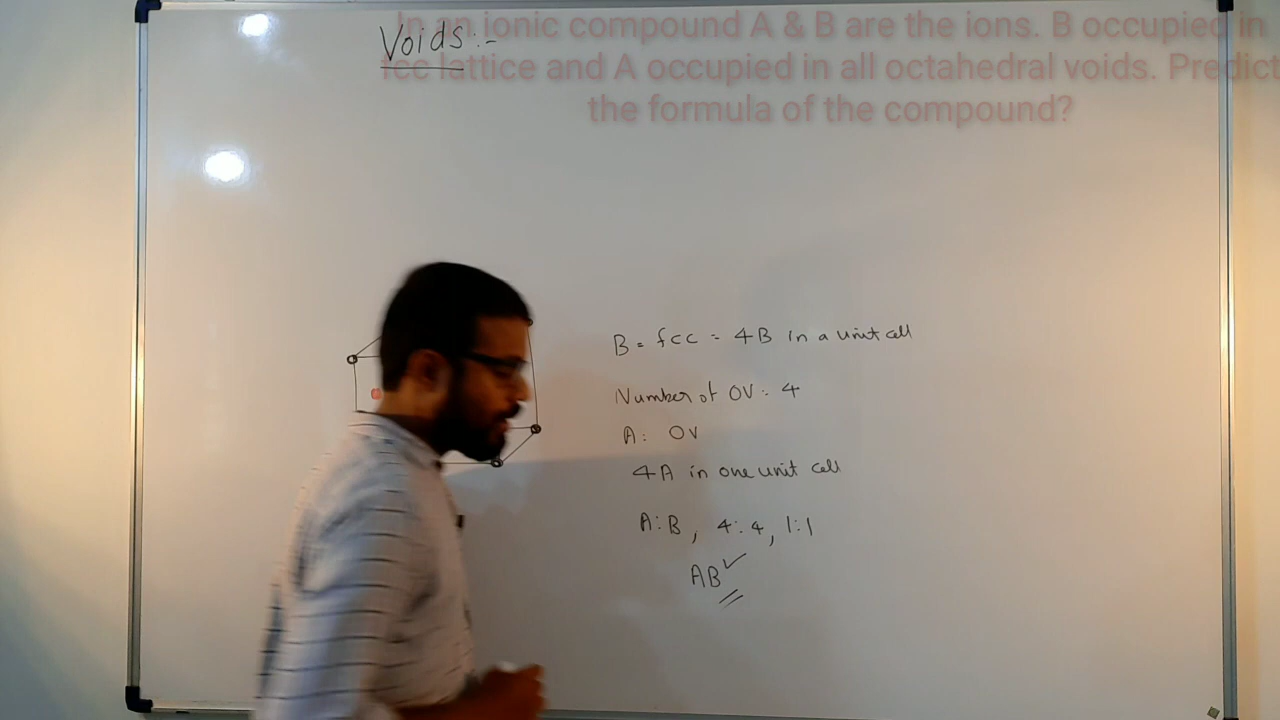 In an ionic compound A & B are the ions. B occupied in
fcc lattice and A occupied in all octahedral voids. Predict
the formula of the compound?
Voids:-
B = fcc = 4B in a unit cell
Number of OV: 4
A: OV
4A in one unit cell
A:B, 4:4, 1:1
AB✓